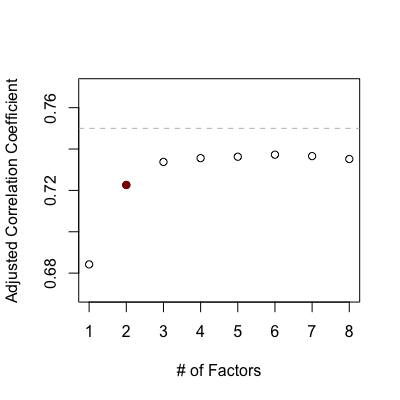 Adjusted Correlation Coefficient
0.76
0.72
0.68
1 2 3 4 5 6 7 8
# of Factors